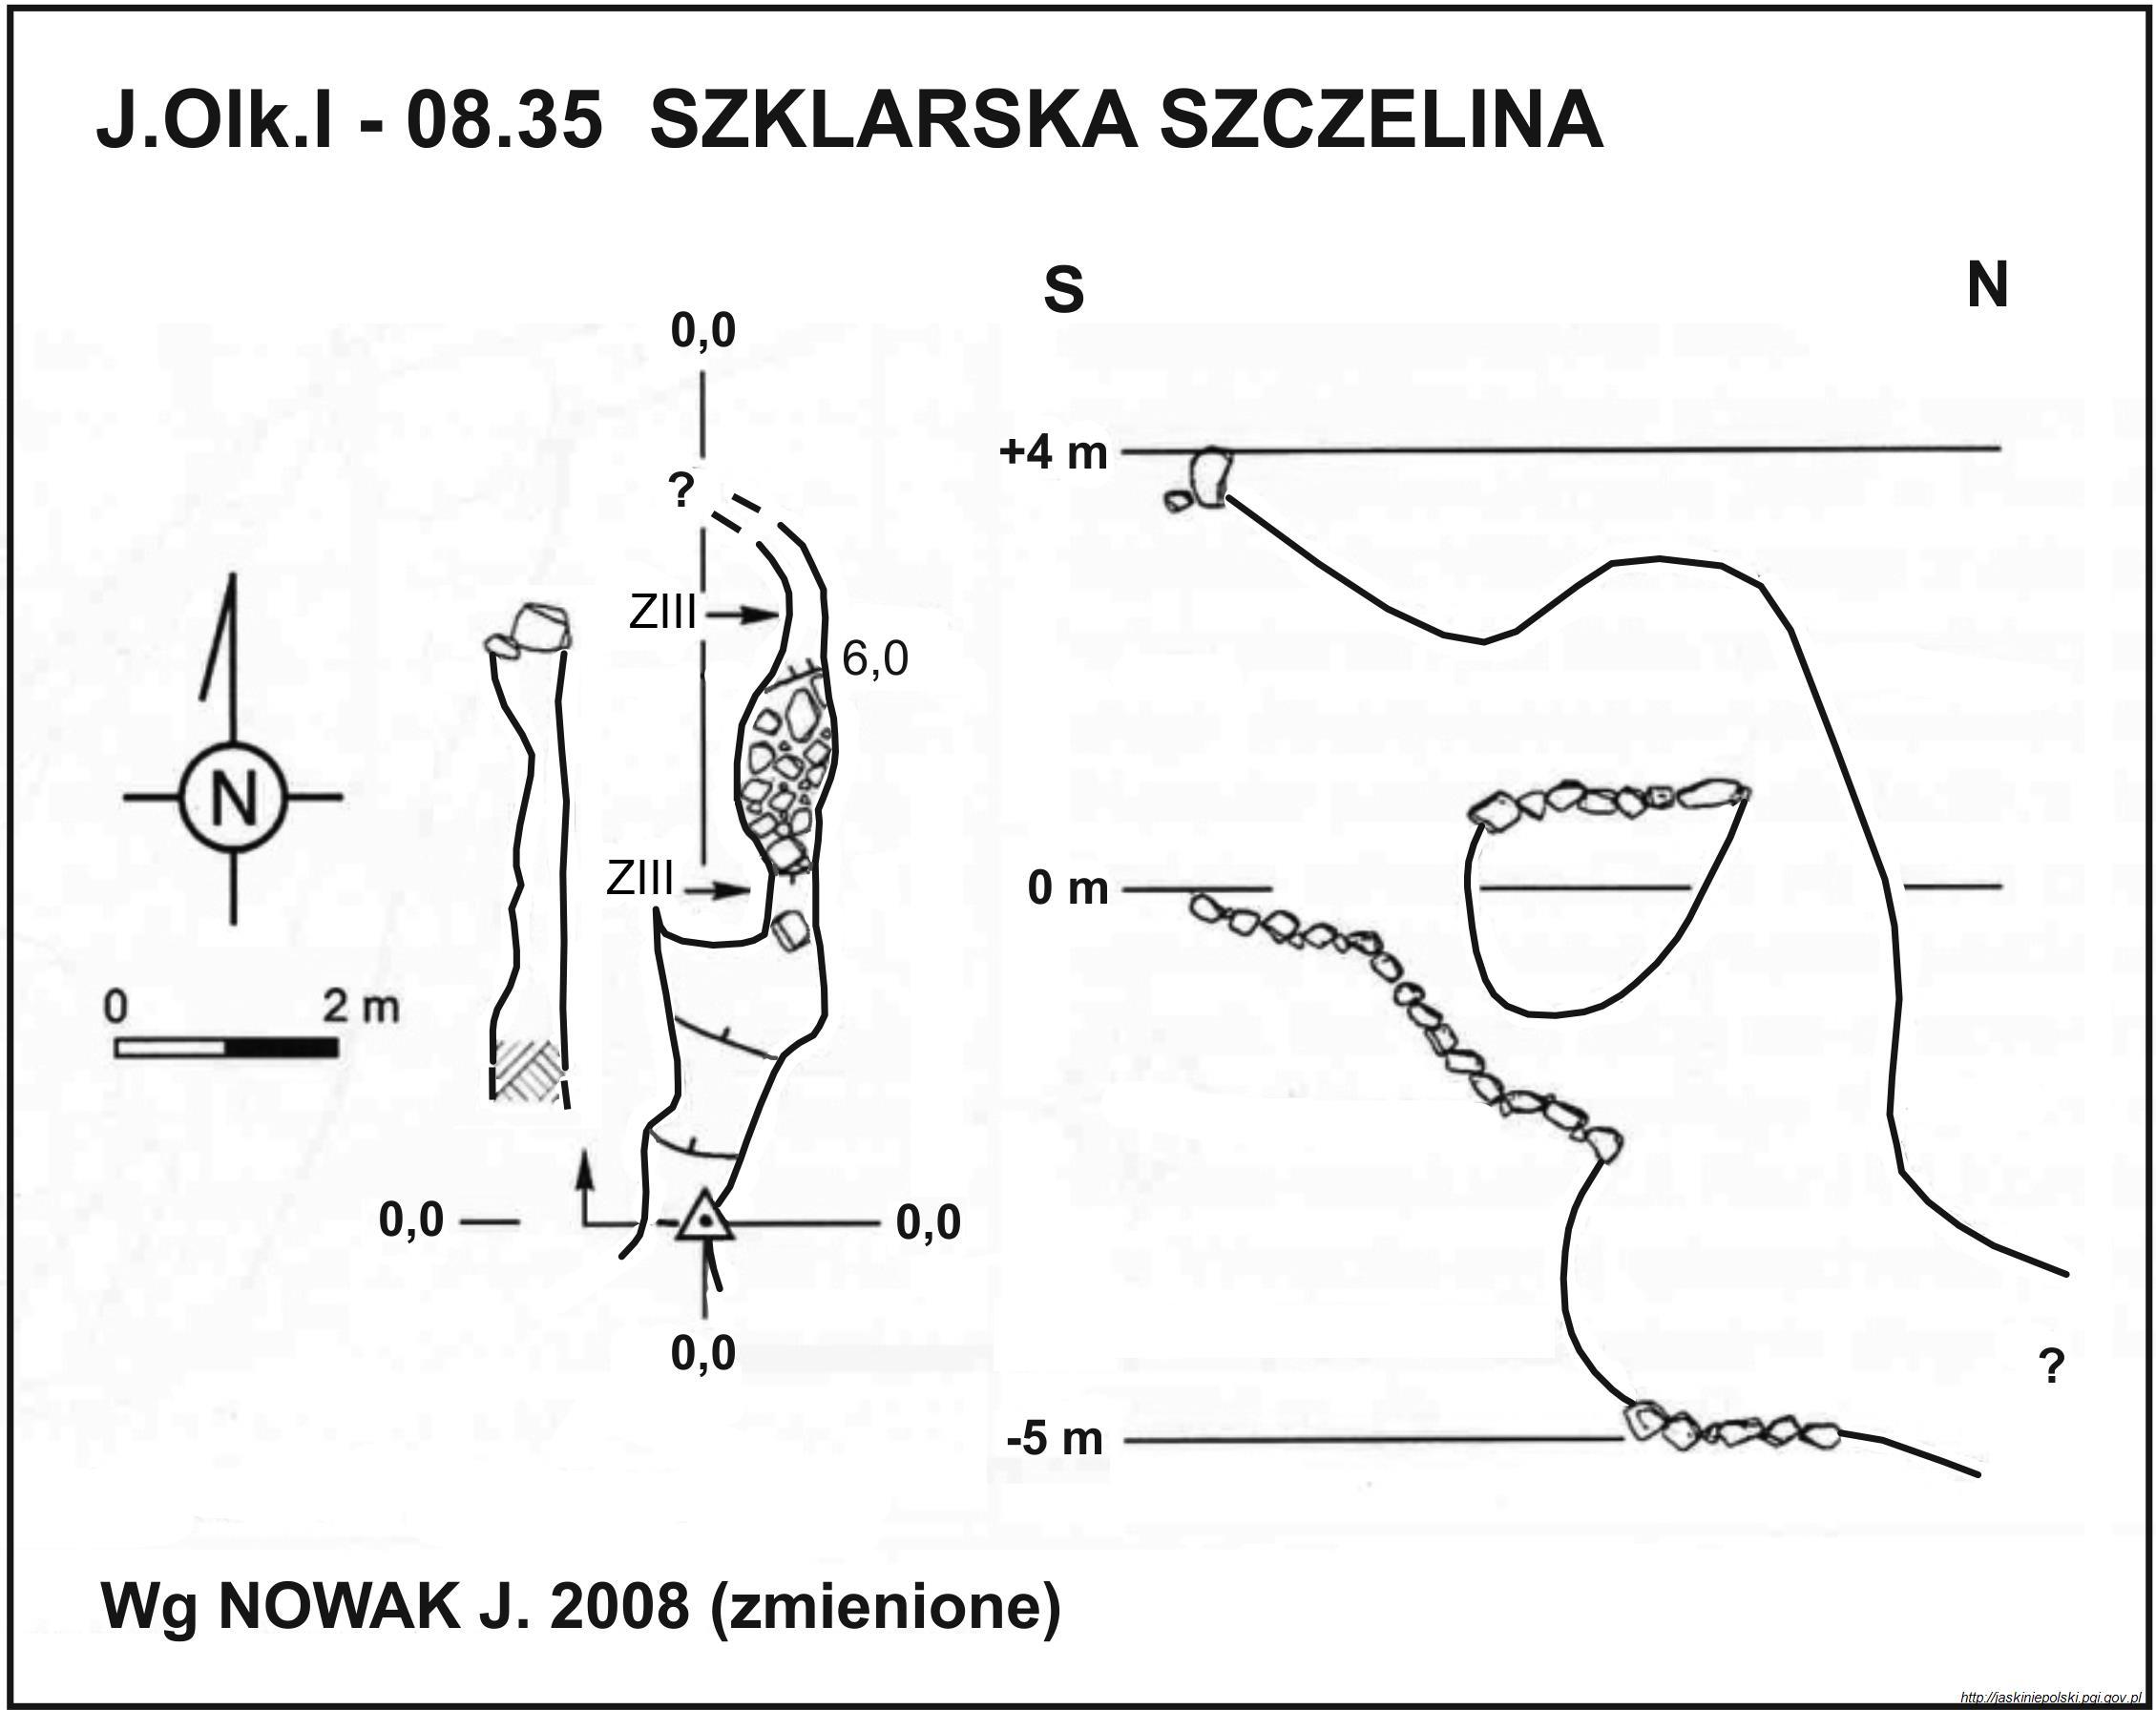 J.Olk.I - 08.35 SZKLARSKA SZCZELINA
S
N
0,0
+4 m
?
ZIII
6,0
N
ZIII
0 m
0
2 m
0,0
0,0
0,0
?
-5 m
Wg NOWAK J. 2008 (zmienione)
http://jaskiniepolski.pgi.gov.pl